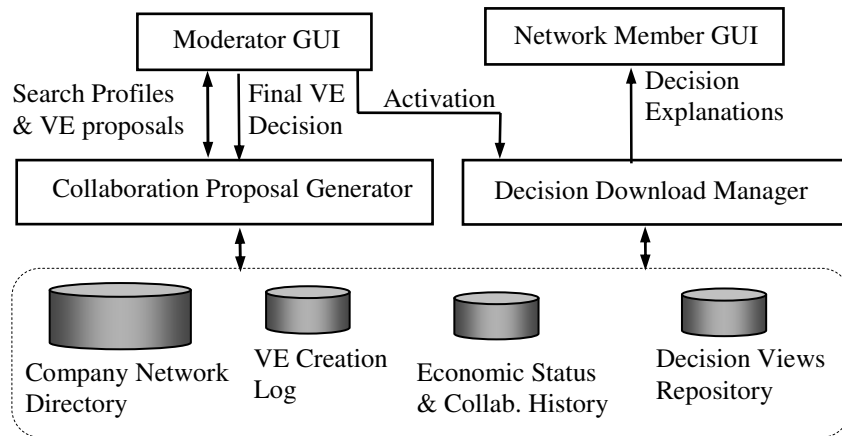 Moderator GUI
Network Member GUI
Search Profiles
& VE proposals
Final VE
Decision
Activation
Decision
Explanations
Collaboration Proposal Generator
Decision Download Manager
Company Network
Directory
VE Creation
Log
Economic Status
& Collab. History
Decision Views
Repository